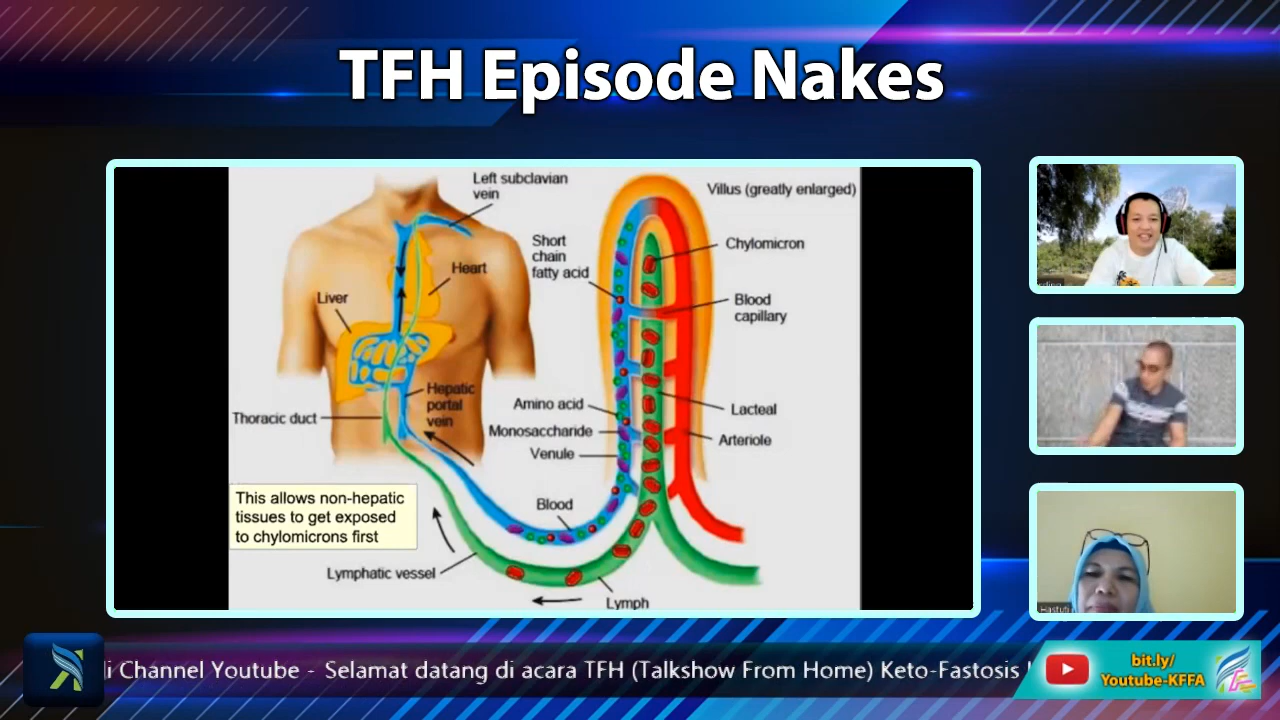 TFH Episode Nakes
Left subclavian
vein
Villus (greatly enlarged)
Short
chain
fatty acid
Chylomicron
Heart
Liver
Blood
capillary
Hepatic
portal
vein
Thoracic duct
Amino acid
Monosaccharide
Venule
Lacteal
Arteriole
This allows non-hepatic
tissues to get exposed
to chylomicrons first
Blood
Lymphatic vessel
Lymph
Hastuti
i Channel Youtube - Selamat datang di acara TFH (Talkshow From Home) Keto-Fastosis
bit.ly/
Youtube-KFFA